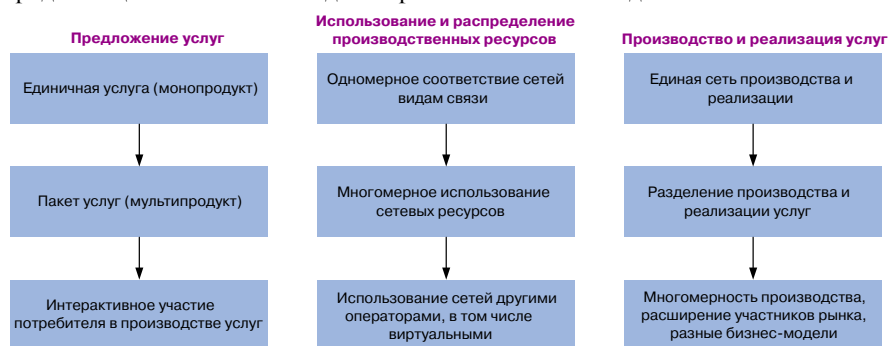 Предложение услуг
Единичная услуга (монопродукт)
Пакет услуг (мультипродукт)
Интерактивное участие
потребителя в производстве услуг
Использование и распределение
производственных ресурсов
Одномерное соответствие сетей
видам связи
Многомерное использование
сетевых ресурсов
Использование сетей другими
операторами, в том числе
виртуальными
Производство и реализация услуг
Единая сеть производства и
реализации
Разделение производства и
реализации услуг
Многомерность производства,
расширение участников рынка,
разные бизнес-модели